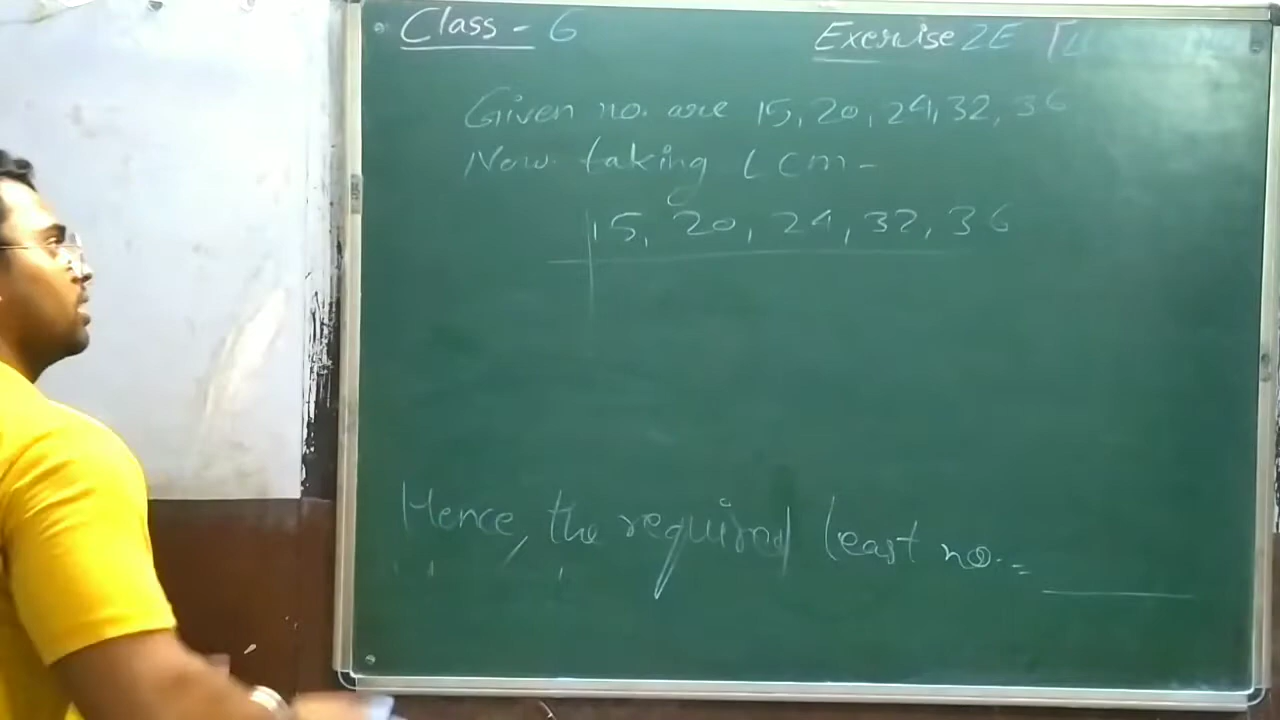 Class - 6
Exercise 2E
Given no. are 15, 20, 24, 32, 36
Now taking LCM -
15, 20, 24, 32, 36
Hence, the required least no. =